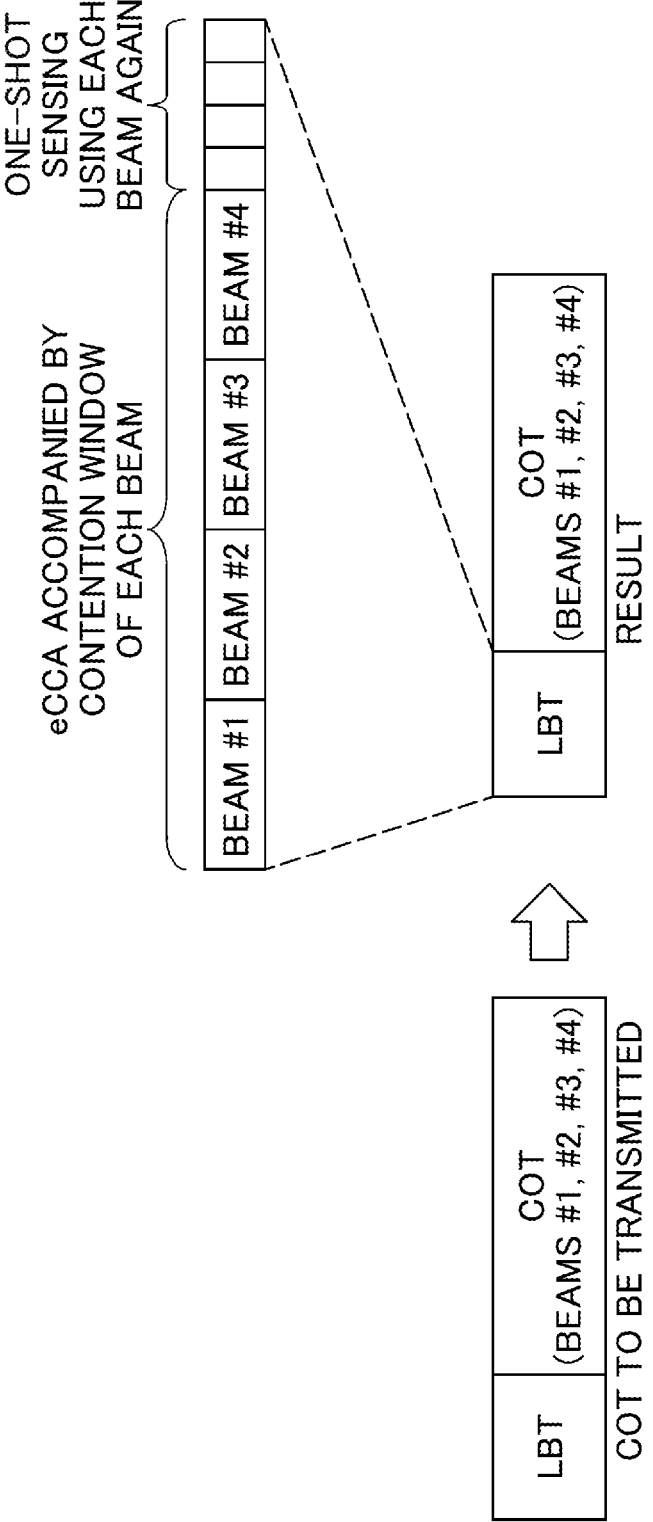 eCCA ACCOMPANIED BY
CONTENTION WINDOW
OF EACH BEAM
ONE-SHOT
SENSING
USING EACH
BEAM AGAIN
BEAM #1
BEAM #2
BEAM #3
BEAM #4
LBT
COT
(BEAMS #1, #2, #3, #4)
COT TO BE TRANSMITTED
LBT
COT
(BEAMS #1, #2, #3, #4)
RESULT